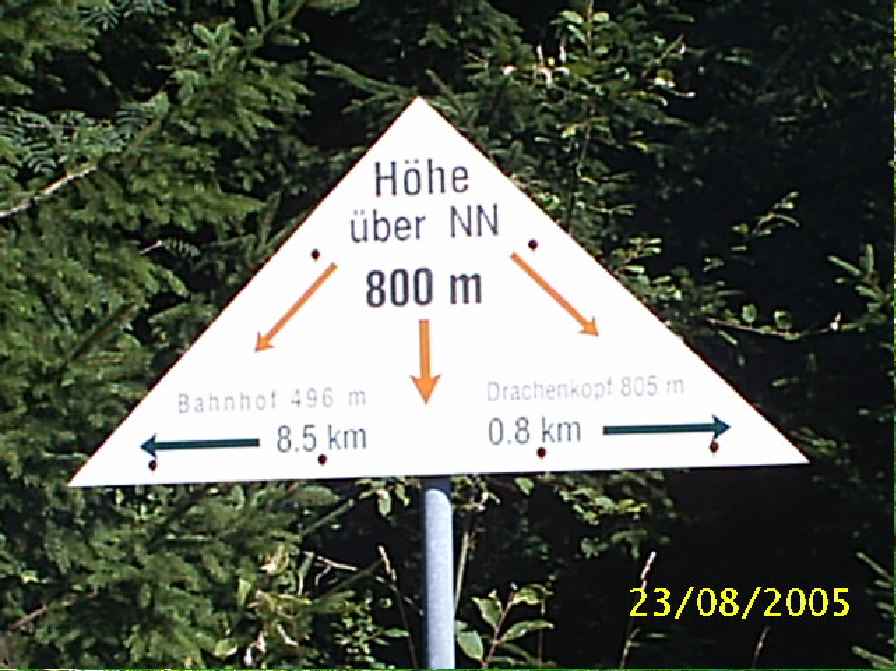 Höhe
über NN
800 m
Bahnhof 496 m
8.5 km
Drachenkopf 805 m
0.8 km
23/08/2005